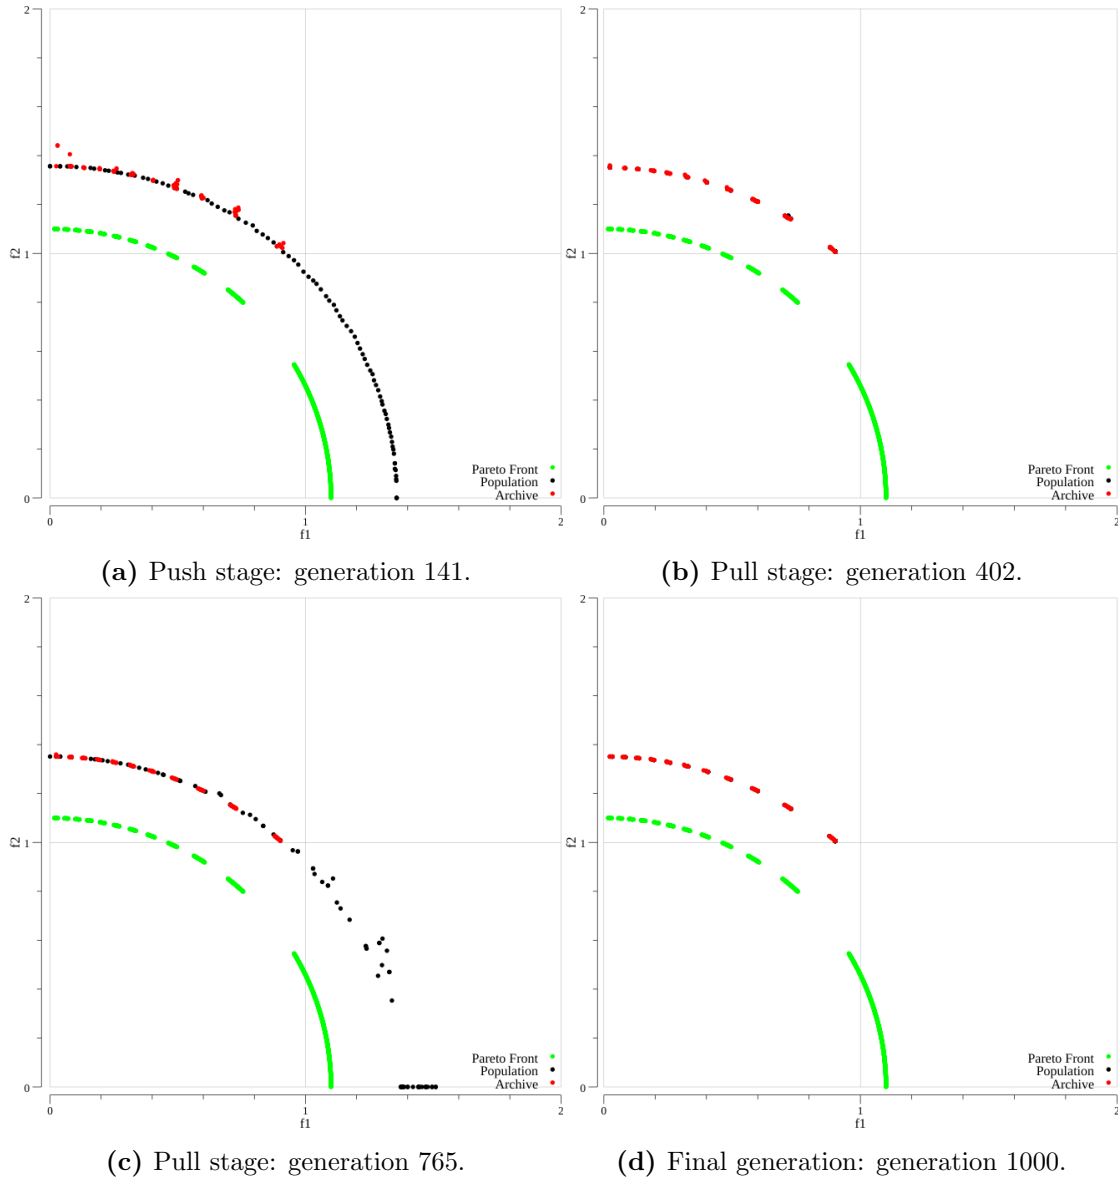 2
f2 1
Pareto Front
Population
Archive
0
0 1 2
f1
(a) Push stage: generation 141.
2
f2 1
Pareto Front
Population
Archive
0
0 1 2
f1
(b) Pull stage: generation 402.
2
f2 1
Pareto Front
Population
Archive
0
0 1 2
f1
(c) Pull stage: generation 765.
2
f2 1
Pareto Front
Population
Archive
0
0 1 2
f1
(d) Final generation: generation 1000.